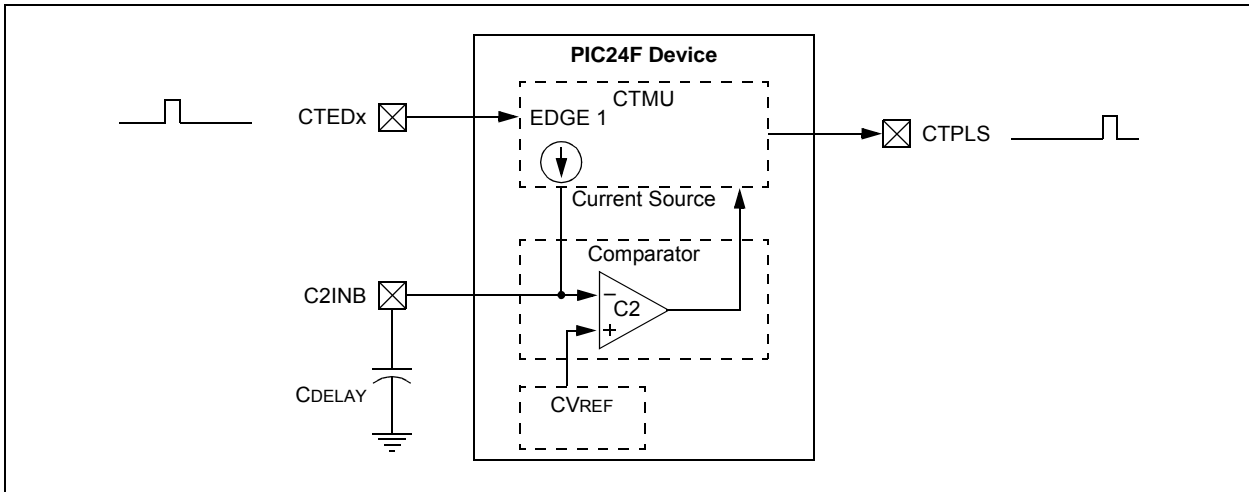 PIC24F Device
CTMU
CTEDx
EDGE 1
CTPLS
Current Source
Comparator
C2INB
−
C2
+
CDELAY
CVREF